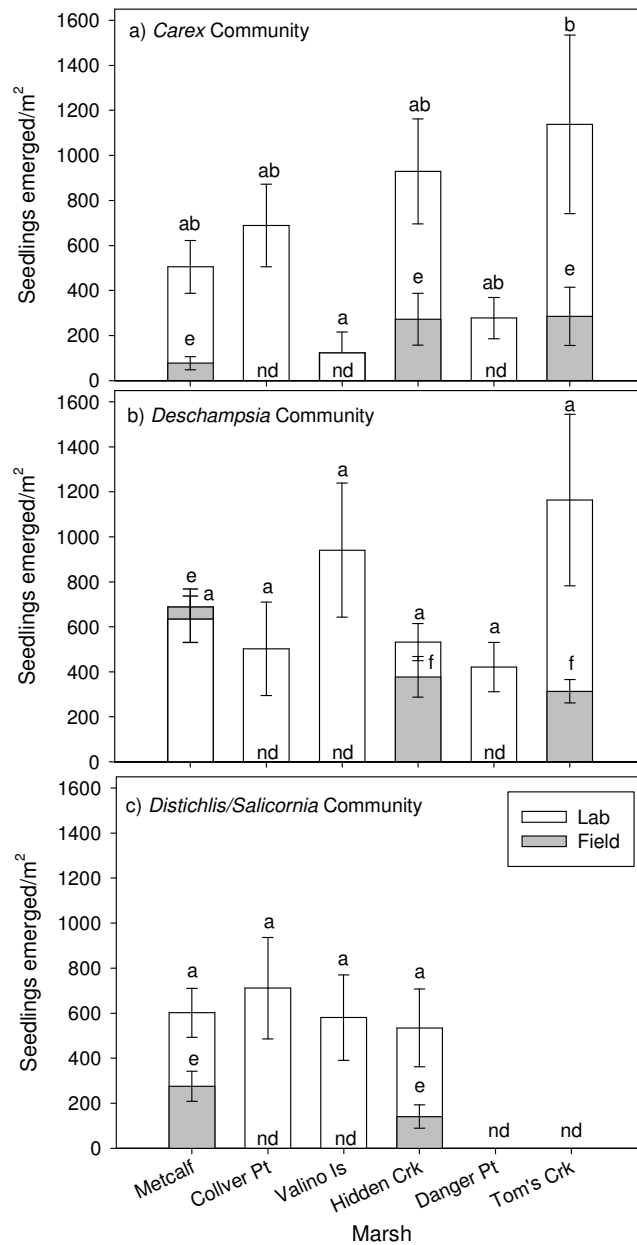 a) Carex Community
1600
1400
1200
1000
800
600
400
200
0
Seedlings emerged/m²
ab
ab
a
ab
ab
b
e
e
e
nd
nd
nd
b) Deschampsia Community
1600
1400
1200
1000
800
600
400
200
0
Seedlings emerged/m²
e
a
a
a
a
f
a
a
f
nd
nd
nd
c) Distichlis/Salicornia Community
Lab
Field
1600
1400
1200
1000
800
600
400
200
0
Seedlings emerged/m²
a
a
a
a
e
e
nd
nd
nd
nd
Metcalf
Collver Pt
Valino Is
Hidden Crk
Danger Pt
Tom's Crk
Marsh